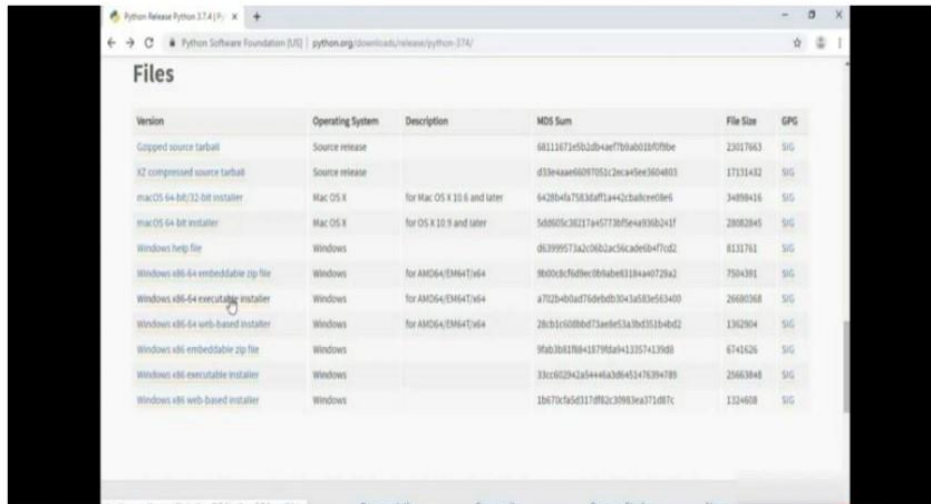 Python Release Python 3.7.4 | Py
Python Software Foundation [US] | python.org/downloads/release/python-374/
Files
Version Operating System Description MD5 Sum File Size GPG
Gzipped source tarball Source release 68111671e5b2db4aef7b9ab01bf0f9be 23017663 SIG
XZ compressed source tarball Source release d33e4aae66097051c2eca45ee3604803 17131432 SIG
macOS 64-bit/32-bit installer Mac OS X for Mac OS X 10.6 and later 6428b4fa7583daff1a442cba8cee08e6 34898416 SIG
macOS 64-bit installer Mac OS X for OS X 10.9 and later 5dd605c38217a45773bf5e4a936b241f 28082845 SIG
Windows help file Windows d63999573a2c06b2ac56cade6b4f7cd2 8131761 SIG
Windows x86-64 embeddable zip file Windows for AMD64/EM64T/x64 9b00c8cf6d9ec0b9abe83184a40729a2 7504391 SIG
Windows x86-64 executable installer Windows for AMD64/EM64T/x64 a702b4b0ad76debdb3043a583e563400 26680368 SIG
Windows x86-64 web-based installer Windows for AMD64/EM64T/x64 28cb1c608bbd73ae8e53a3bd351b4bd2 1362904 SIG
Windows x86 embeddable zip file Windows 9fab3b81f8841879fda94133574139d8 6741626 SIG
Windows x86 executable installer Windows 33cc602942a54446a3d6451476394789 25663848 SIG
Windows x86 web-based installer Windows 1b670cfa5d317df82c30983ea371d87c 1324608 SIG